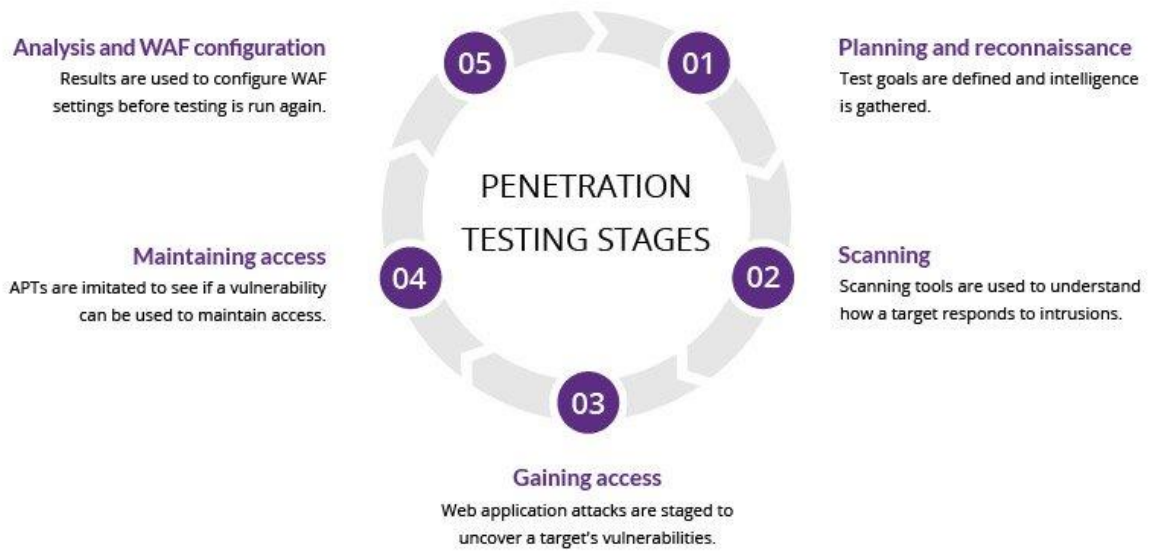 PENETRATION
TESTING STAGES
01
Planning and reconnaissance
Test goals are defined and intelligence
is gathered.
02
Scanning
Scanning tools are used to understand
how a target responds to intrusions.
03
Gaining access
Web application attacks are staged to
uncover a target's vulnerabilities.
04
Maintaining access
APTs are imitated to see if a vulnerability
can be used to maintain access.
05
Analysis and WAF configuration
Results are used to configure WAF
settings before testing is run again.